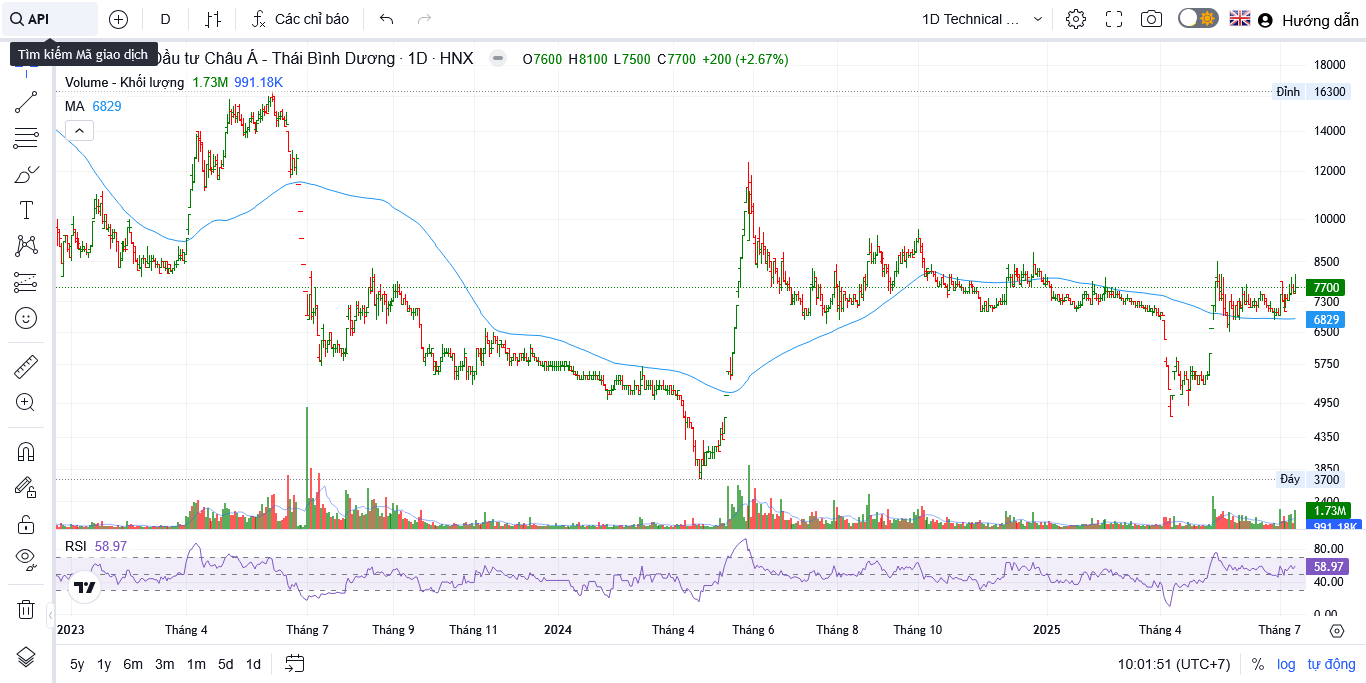 API
D
Các chỉ báo
1D Technical ...
Hướng dẫn
Tìm kiếm Mã giao dịch
Đầu tư Châu Á - Thái Bình Dương · 1D · HNX
O7600 H8100 L7500 C7700 +200 (+2.67%)
Volume - Khối lượng 1.73M 991.18K
MA 6829
18000
Đỉnh 16300
14000
12000
10000
8500
7700
7300
6829
6500
5750
4950
4350
3850
Đáy 3700
2400
1.73M
991.18K
RSI 58.97
80.00
58.97
40.00
0.00
2023 Tháng 4 Tháng 7 Tháng 9 Tháng 11 2024 Tháng 4 Tháng 6 Tháng 8 Tháng 10 2025 Tháng 4 Tháng 7
5y 1y 6m 3m 1m 5d 1d
10:01:51 (UTC+7) % log tự động